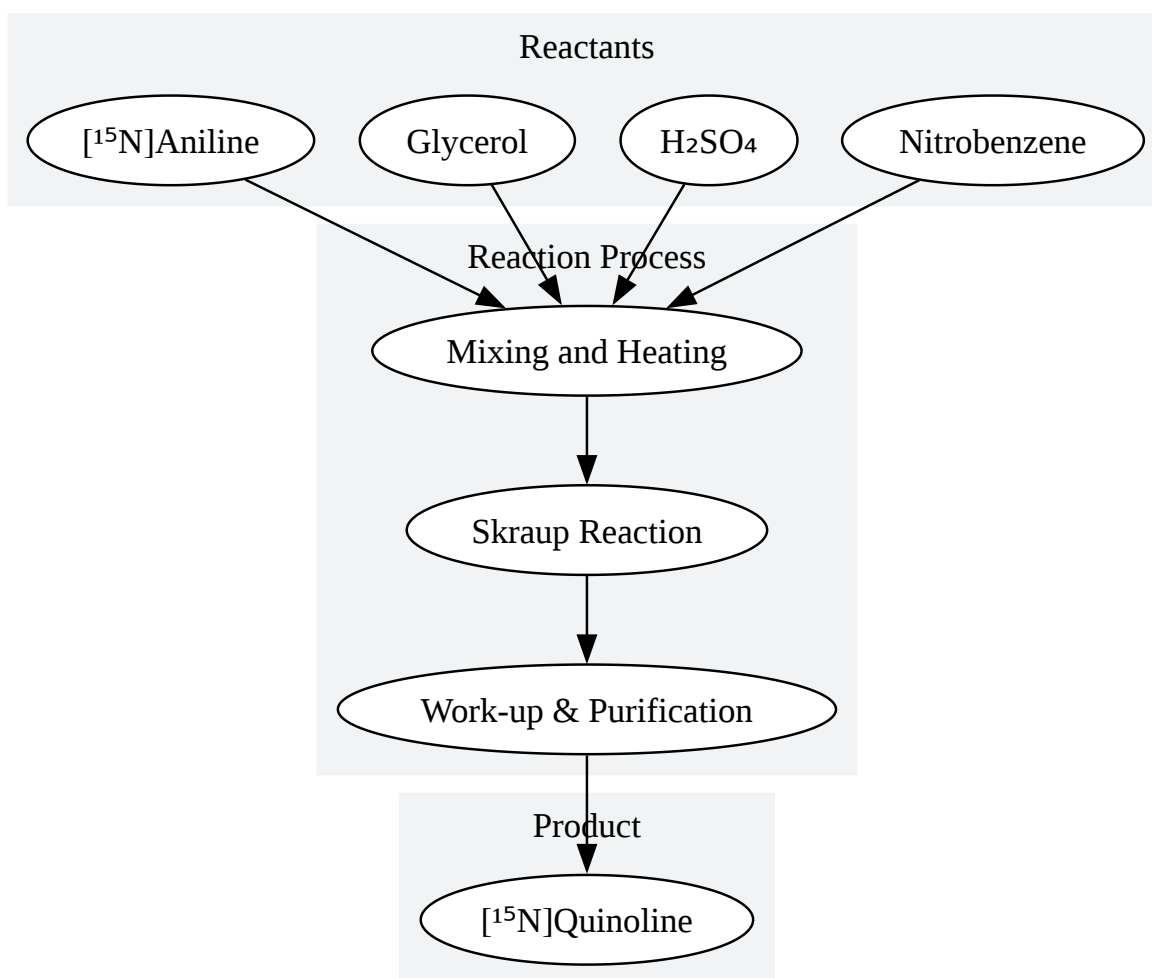 Reactants
[¹⁵N]Aniline
Glycerol
H₂SO₄
Nitrobenzene
Reaction Process
Mixing and Heating
Skraup Reaction
Work-up & Purification
Product
[¹⁵N]Quinoline